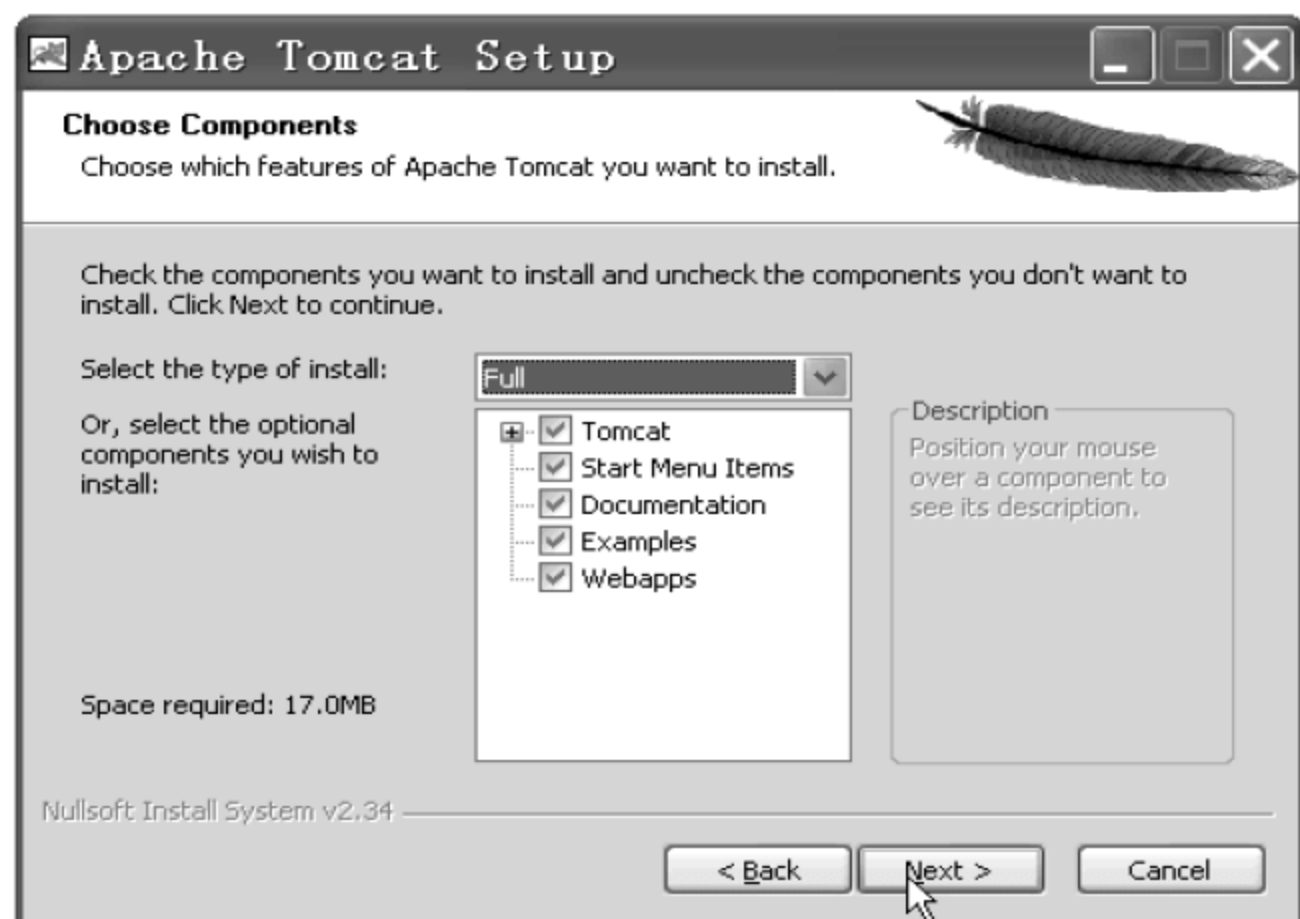 Apache Tomcat Setup
Choose Components
Choose which features of Apache Tomcat you want to install.
Check the components you want to install and uncheck the components you don't want to
install. Click Next to continue.
Select the type of install:
Full
Or, select the optional
components you wish to
install:
Tomcat
Start Menu Items
Documentation
Examples
Webapps
Description
Position your mouse
over a component to
see its description.
Space required: 17.0MB
Nullsoft Install System v2.34
< Back
Next >
Cancel